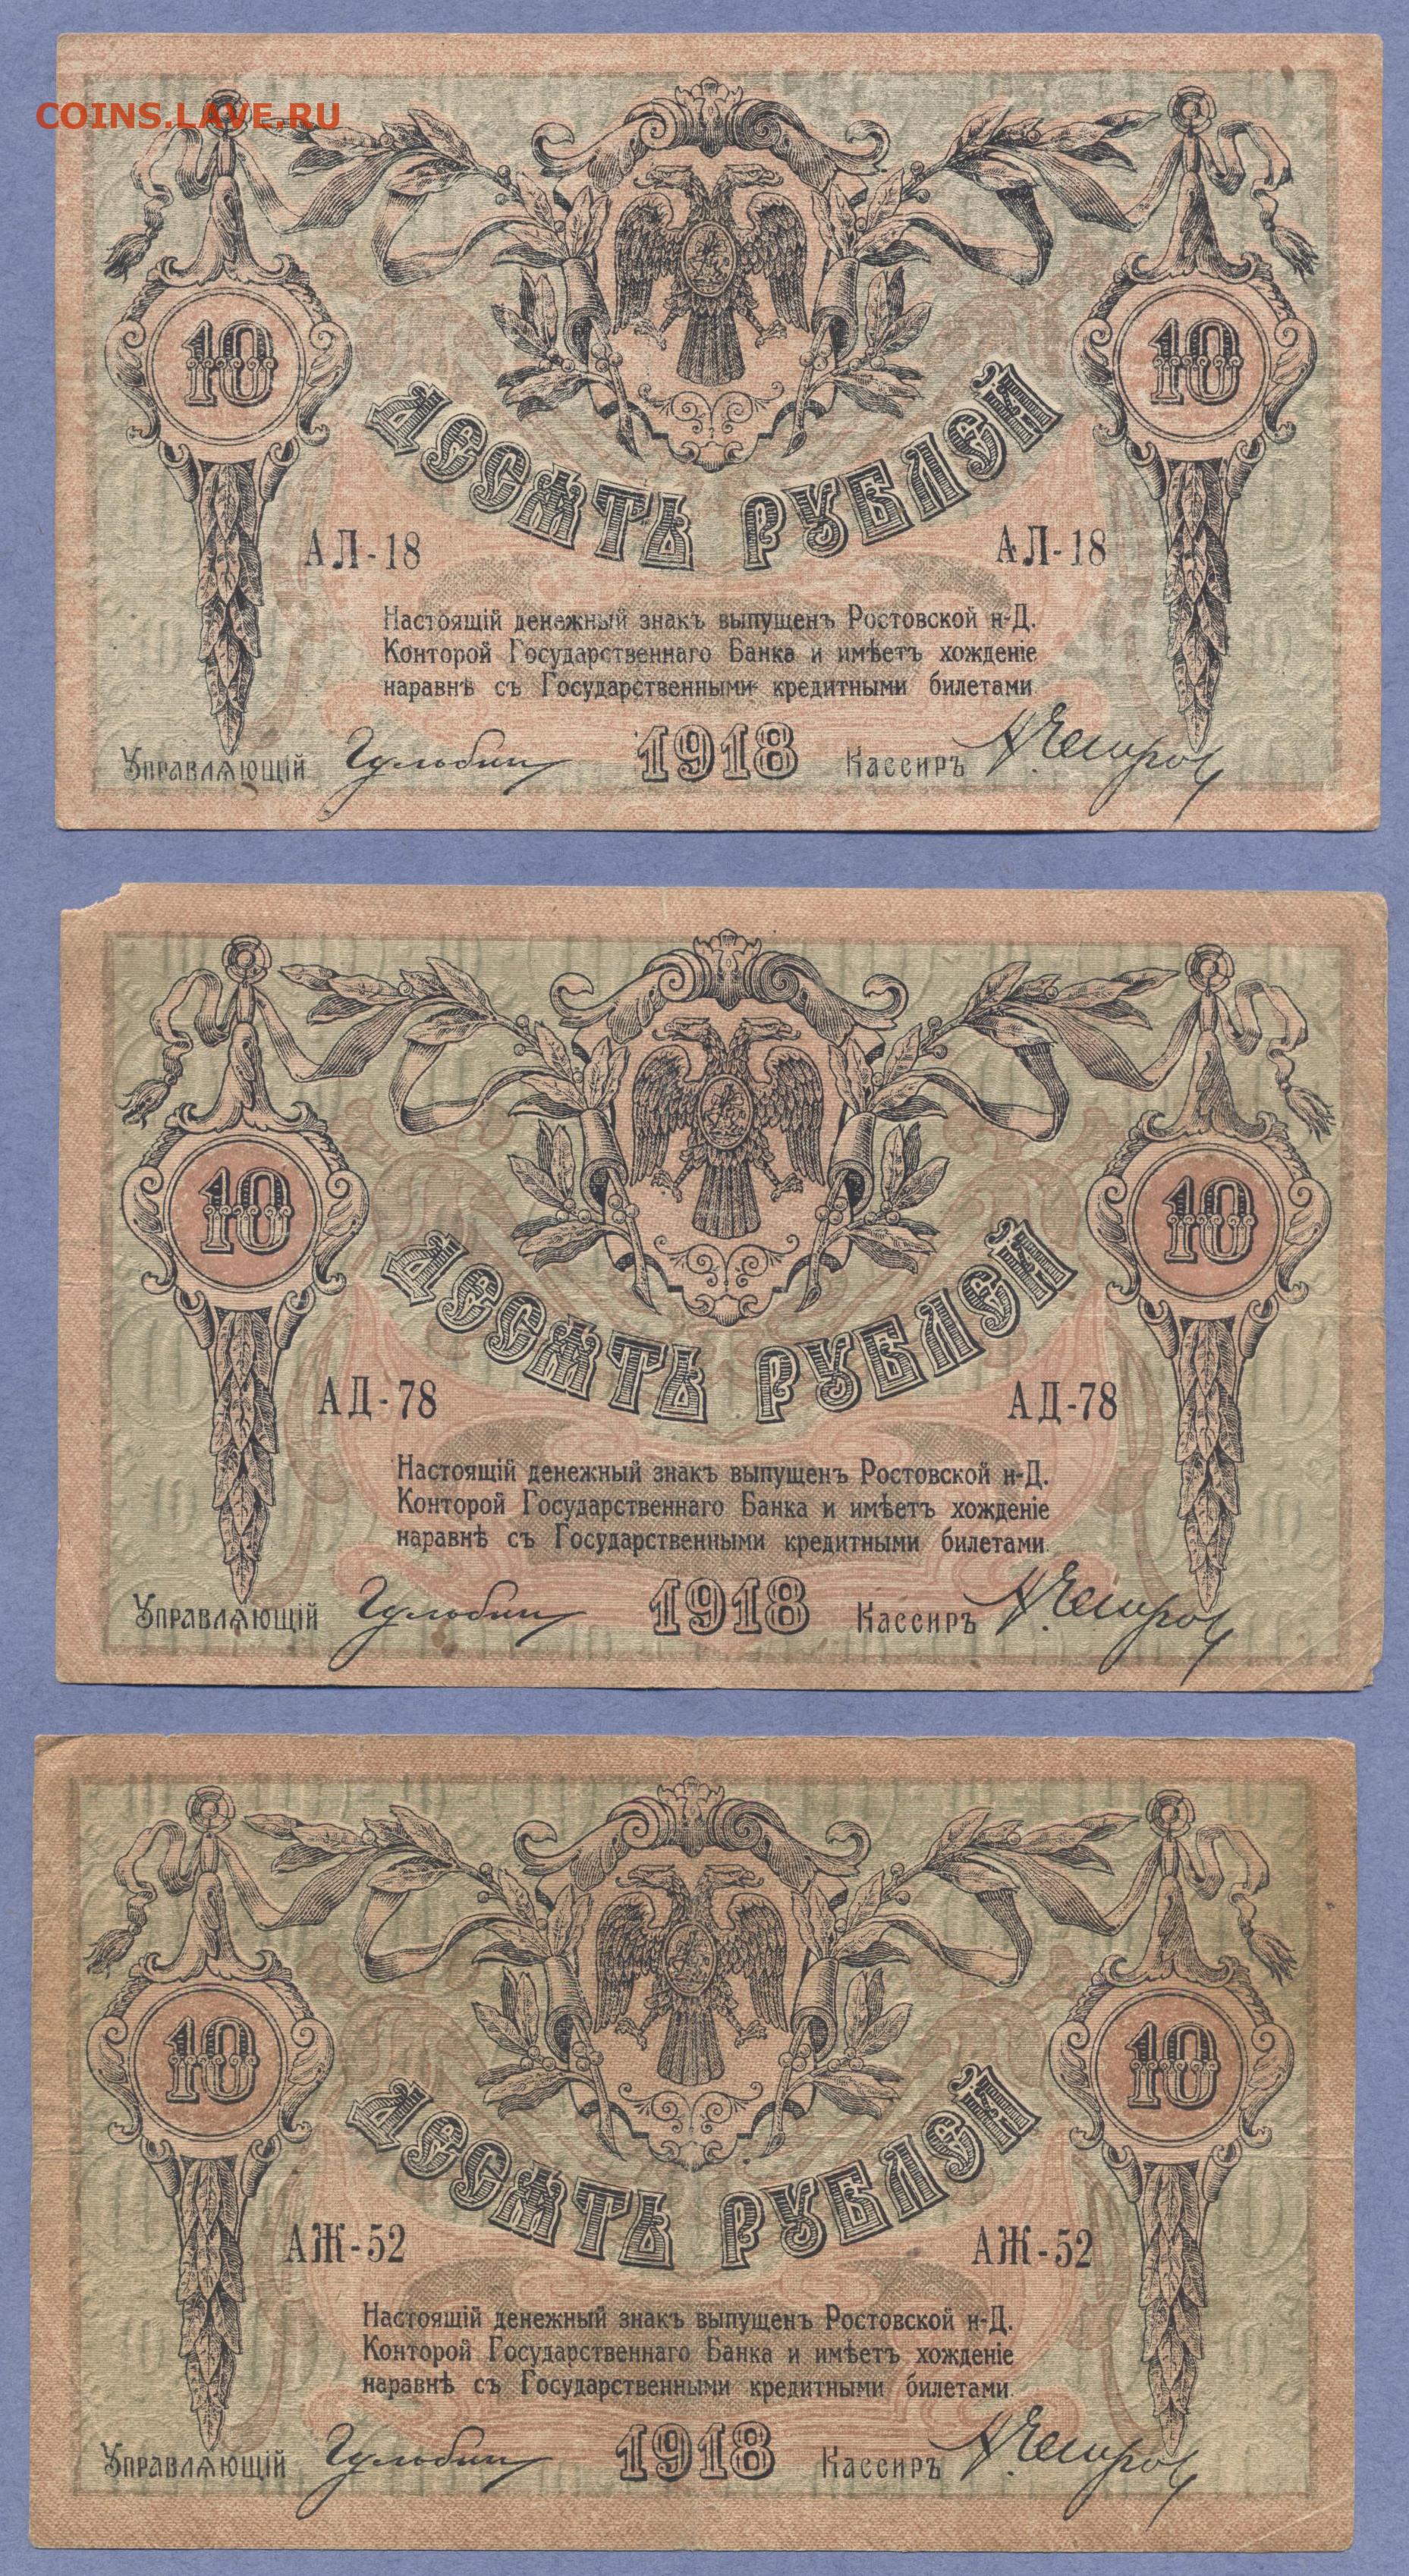 COINS.LAVE.RU
10 10
ДЕСЯТЬ РУБЛЕЙ
АЛ-18 АЛ-18
Настоящій денежный знакъ выпущенъ Ростовской н-Д.
Конторой Государственнаго Банка и имѣетъ хожденіе
наравнѣ съ Государственными кредитными билетами
Управляющій 1918 Кассиръ
10 10
ДЕСЯТЬ РУБЛЕЙ
АД-78 АД-78
Настоящій денежный знакъ выпущенъ Ростовской н-Д.
Конторой Государственнаго Банка и имѣетъ хожденіе
наравнѣ съ Государственными кредитными билетами.
Управляющій 1918 Кассиръ
10 10
ДЕСЯТЬ РУБЛЕЙ
АЖ-52 АЖ-52
Настоящій денежный знакъ выпущенъ Ростовской н-Д.
Конторой Государственнаго Банка и имѣетъ хожденіе
наравнѣ съ Государственными кредитными билетами.
Управляющій 1918 Кассиръ